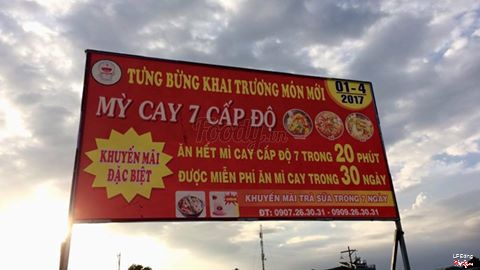 TƯNG BỪNG KHAI TRƯƠNG MÓN MỚI
01-4
2017
MỲ CAY 7 CẤP ĐỘ
Foody.vn
KHUYẾN MÃI
ĐẶC BIỆT
ĂN HẾT MÌ CAY CẤP ĐỘ 7 TRONG 20 PHÚT
ĐƯỢC MIỄN PHÍ ĂN MÌ CAY TRONG 30 NGÀY
KHUYẾN MÃI TRÀ SỮA TRONG 7 NGÀY
ĐT: 0907.26.30.31 - 0909.26.30.31